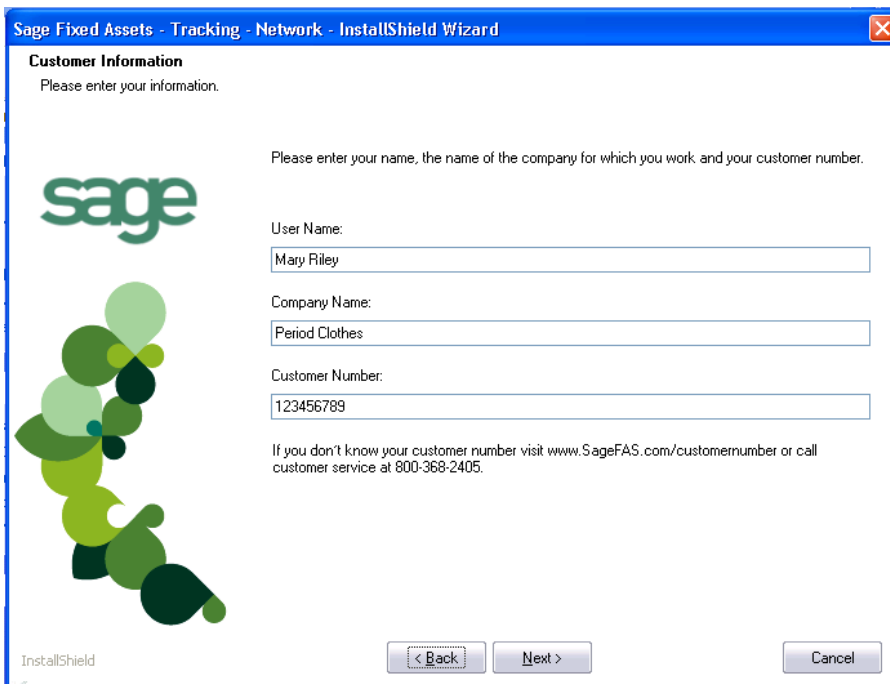 Sage Fixed Assets - Tracking - Network - InstallShield Wizard
Customer Information
Please enter your information.
Please enter your name, the name of the company for which you work and your customer number.
sage
User Name:
Mary Riley
Company Name:
Period Clothes
Customer Number:
123456789
If you don't know your customer number visit www.SageFAS.com/customernumber or call
customer service at 800-368-2405.
InstallShield
< Back
Next >
Cancel